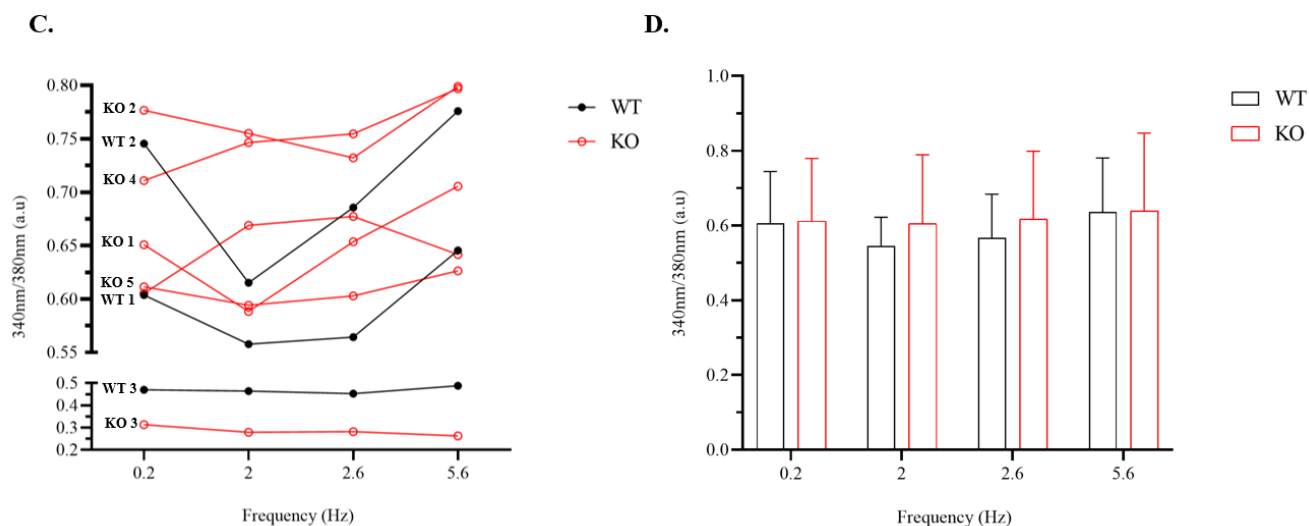 C.
340nm/380nm (a.u)
0.80
0.75
0.70
0.65
0.60
0.55
0.5
0.4
0.3
0.2
KO 2
WT 2
KO 4
KO 1
KO 5
WT 1
WT 3
KO 3
0.2 2 2.6 5.6
Frequency (Hz)
WT
KO
D.
340nm/380nm (a.u)
1.0
0.8
0.6
0.4
0.2
0.0
0.2 2 2.6 5.6
Frequency (Hz)
WT
KO